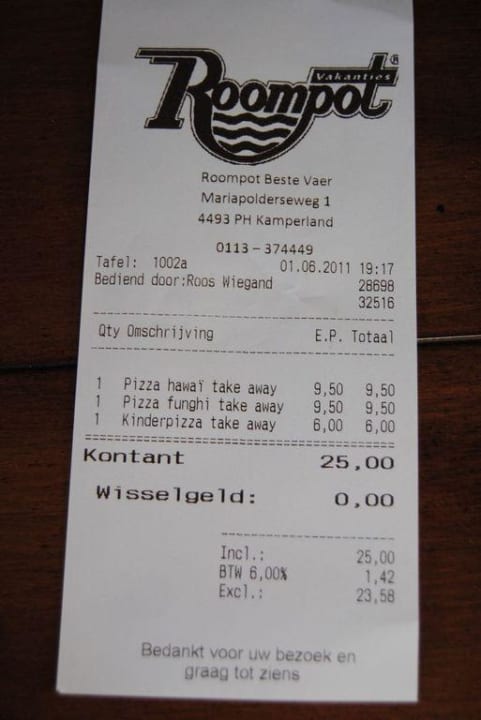 Roompot®
Vakanties
Roompot Beste Vaer
Mariapolderseweg 1
4493 PH Kamperland
0113 – 374449
Tafel: 1002a 01.06.2011 19:17
Bediend door:Roos Wiegand 28698
32516
Qty Omschrijving E.P. Totaal
1 Pizza hawaï take away 9,50 9,50
1 Pizza funghi take away 9,50 9,50
1 Kinderpizza take away 6,00 6,00
Kontant 25,00
Wisselgeld: 0,00
Incl.: 25,00
BTW 6,00% 1,42
Excl.: 23,58
Bedankt voor uw bezoek en
graag tot ziens